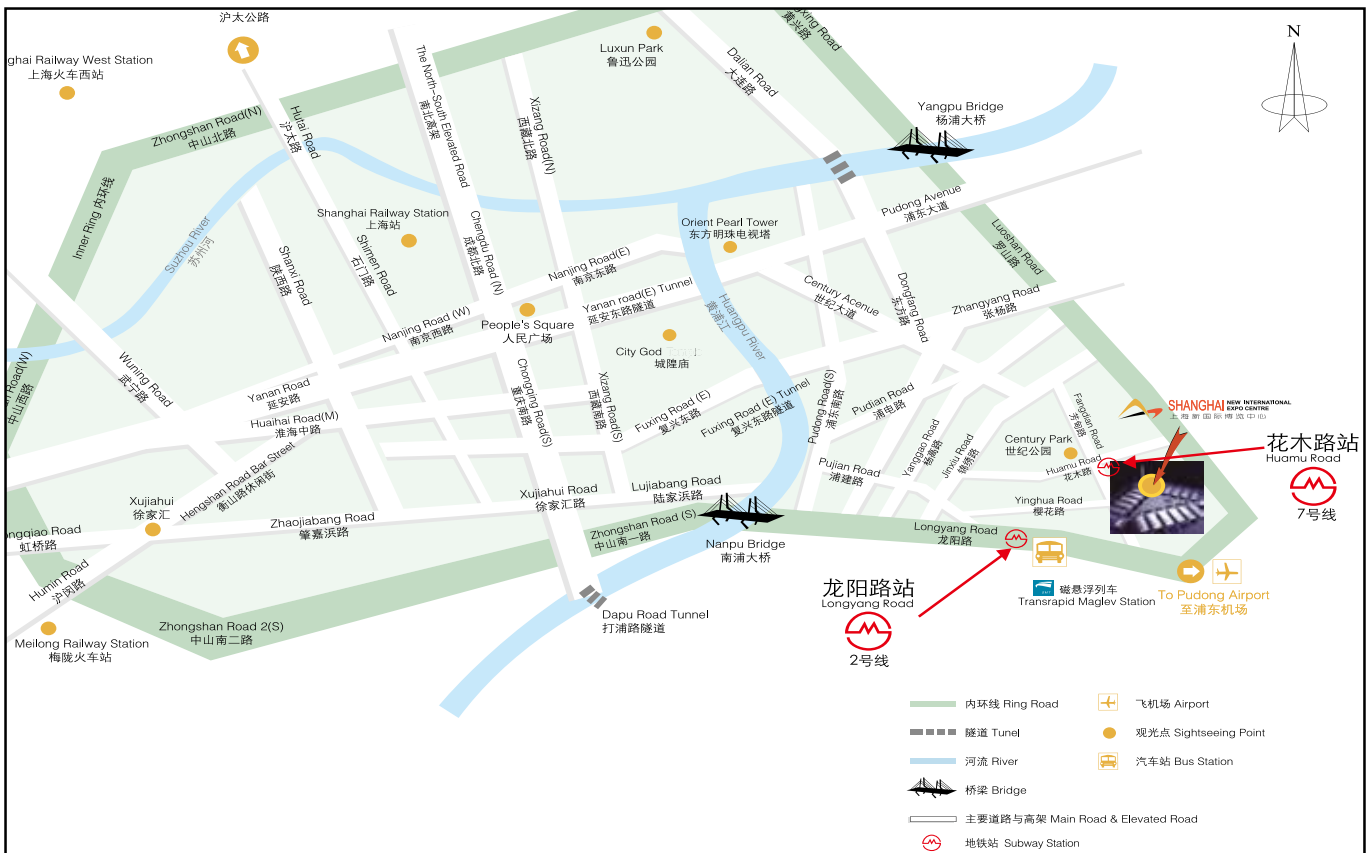 沪太公路
ghai Railway West Station
上海火车西站
Luxun Park
鲁迅公园
gxing Road
黄兴路
N
The North-South Elevated Road
南北高架
Dalian Road
大连路
Yangpu Bridge
杨浦大桥
Zhongshan Road(N)
中山北路
Hutai Road
沪太路
Xizang Road(N)
西藏北路
Inner Ring 内环线
Suzhou River
苏州河
Shanghai Railway Station
上海站
Chengdu Road (N)
成都北路
Orient Pearl Tower
东方明珠电视塔
Pudong Avenue
浦东大道
Luoshan Road
罗山路
Shanxi Road
陕西路
Shimen Road
石门路
Nanjing Road(E)
南京东路
Yanan road(E) Tunnel
延安东路隧道
Huangpu River
黄浦江
Century Acenue
世纪大道
Dongfang Road
东方路
Zhangyang Road
张杨路
Nanjing Road (W)
南京西路
People's Square
人民广场
City God
城隍庙
n Road(W)
中山西路
Wuning Road
武宁路
Yanan Road
延安路
Huaihai Road(M)
淮海中路
Chongqing Road(S)
重庆南路
Xizang Road(S)
西藏南路
Fuxing Road (E)
复兴东路
Fuxing Road (E) Tunnel
复兴东路隧道
Pudong Road(S)
浦东南路
Pudian Road
浦电路
Yanggao Road
杨高路
Jinxiu Road
锦绣路
Fangdian Road
芳甸路
SHANGHAI NEW INTERNATIONAL
EXPO CENTRE
上海新国际博览中心
Century Park
世纪公园
Huamu Road
花木路
花木路站
Huamu Road
7号线
Hengshan Road Bar Street
衡山路休闲街
Xujiahui
徐家汇
Xujiahui Road
徐家汇路
Lujiabang Road
陆家浜路
Pujian Road
浦建路
Yinghua Road
樱花路
ongqiao Road
虹桥路
Zhaojiabang Road
肇嘉浜路
Zhongshan Road (S)
中山南一路
Nanpu Bridge
南浦大桥
Longyang Road
龙阳路
Humin Road
沪闵路
龙阳路站
Longyang Road
2号线
磁悬浮列车
Transrapid Maglev Station
To Pudong Airport
至浦东机场
Dapu Road Tunnel
打浦路隧道
Zhongshan Road 2(S)
中山南二路
Meilong Railway Station
梅陇火车站
内环线 Ring Road
飞机场 Airport
隧道 Tunel
观光点 Sightseeing Point
河流 River
汽车站 Bus Station
桥梁 Bridge
主要道路与高架 Main Road & Elevated Road
地铁站 Subway Station